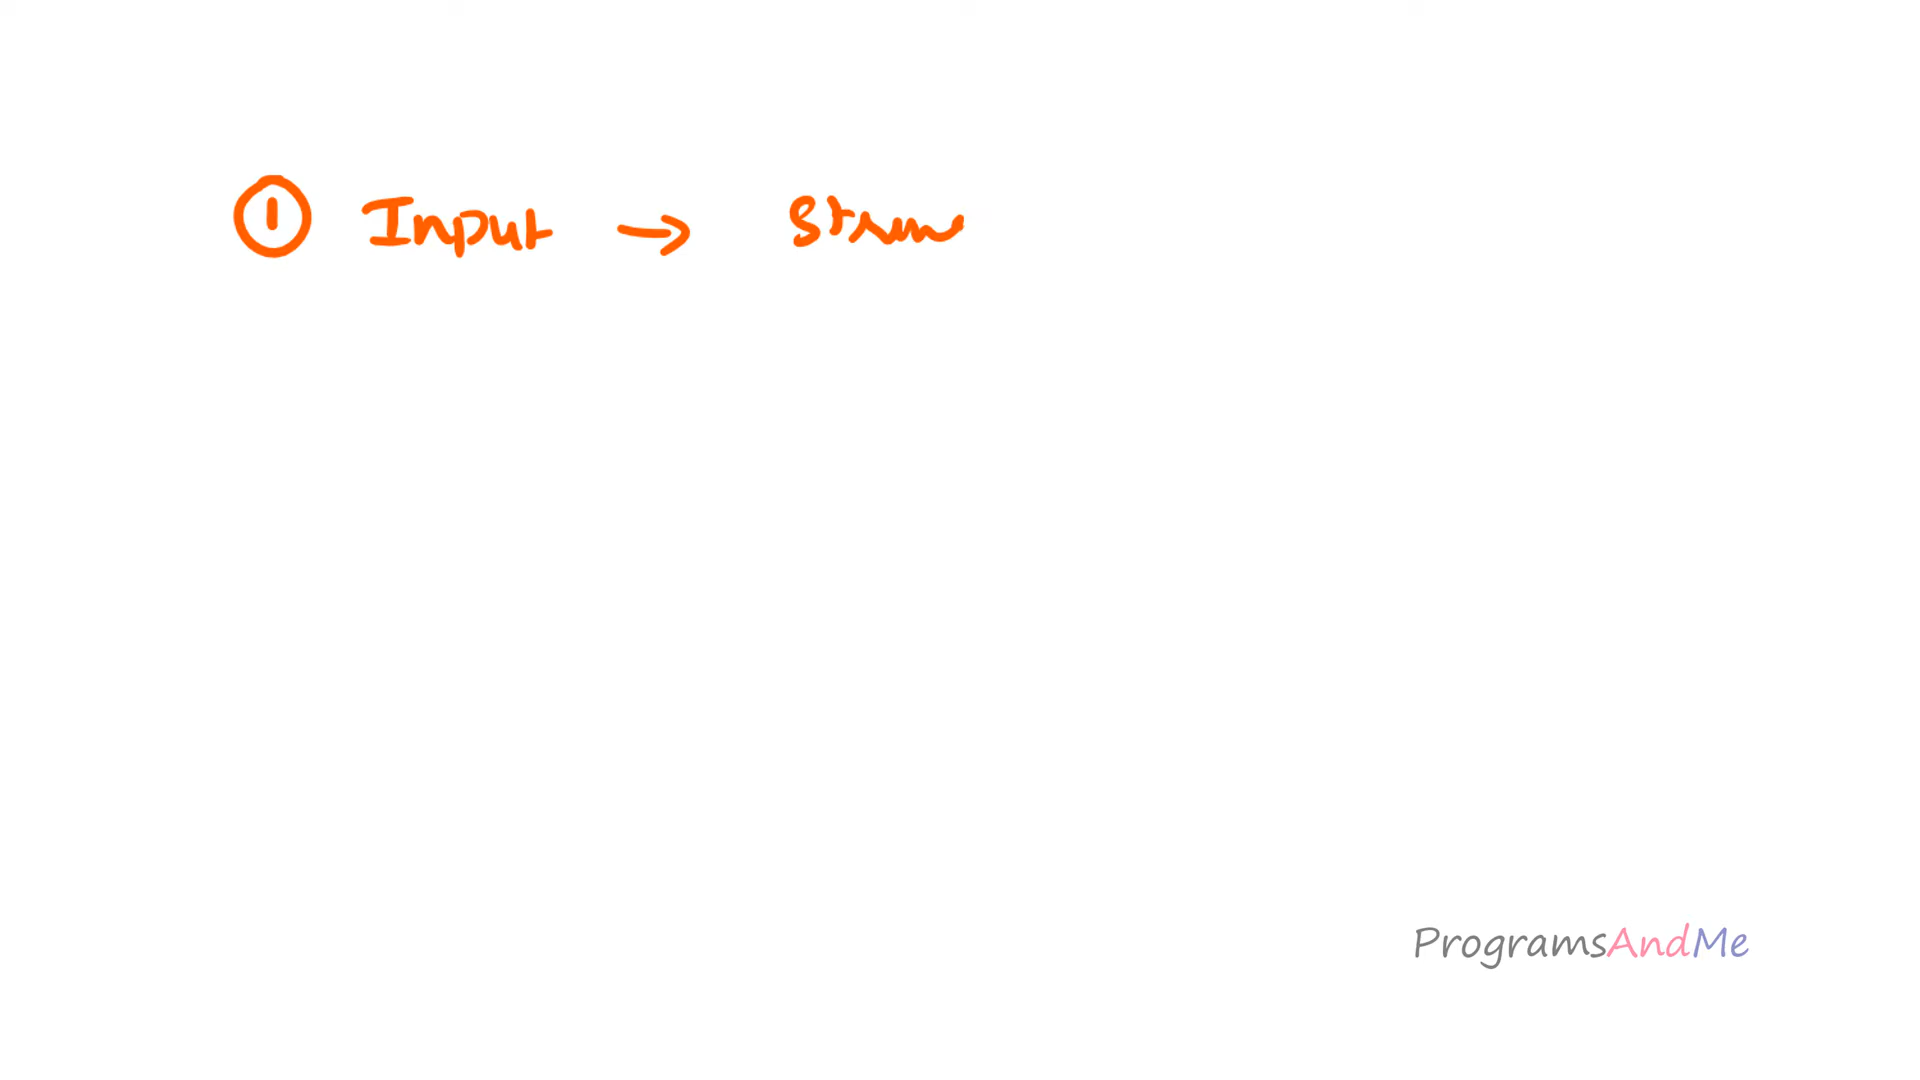 ① Input →
ProgramsAndMe